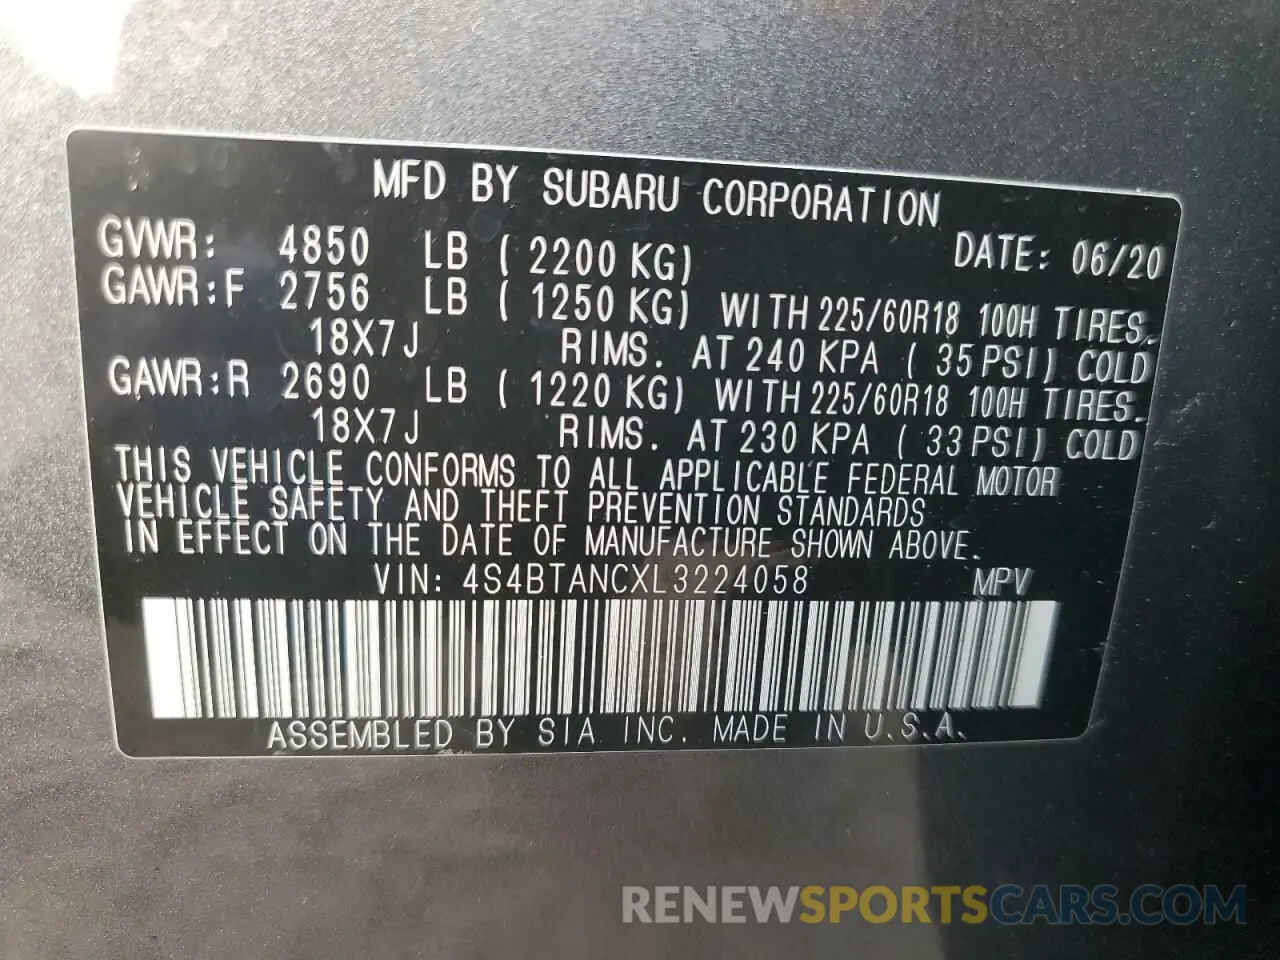 MFD BY SUBARU CORPORATION
GVWR: 4850 LB (2200 KG) DATE: 06/20
GAWR:F 2756 LB (1250 KG) WITH 225/60R18 100H TIRES.
18X7J RIMS. AT 240 KPA (35PSI) COLD
GAWR:R 2690 LB (1220 KG) WITH 225/60R18 100H TIRES.
18X7J RIMS. AT 230 KPA (33PSI) COLD
THIS VEHICLE CONFORMS TO ALL APPLICABLE FEDERAL MOTOR
VEHICLE SAFETY AND THEFT PREVENTION STANDARDS
IN EFFECT ON THE DATE OF MANUFACTURE SHOWN ABOVE.
VIN: 4S4BTANCXL3224058 MPV
ASSEMBLED BY SIA INC. MADE IN U.S.A.
RENEWSPORTSCARS.COM